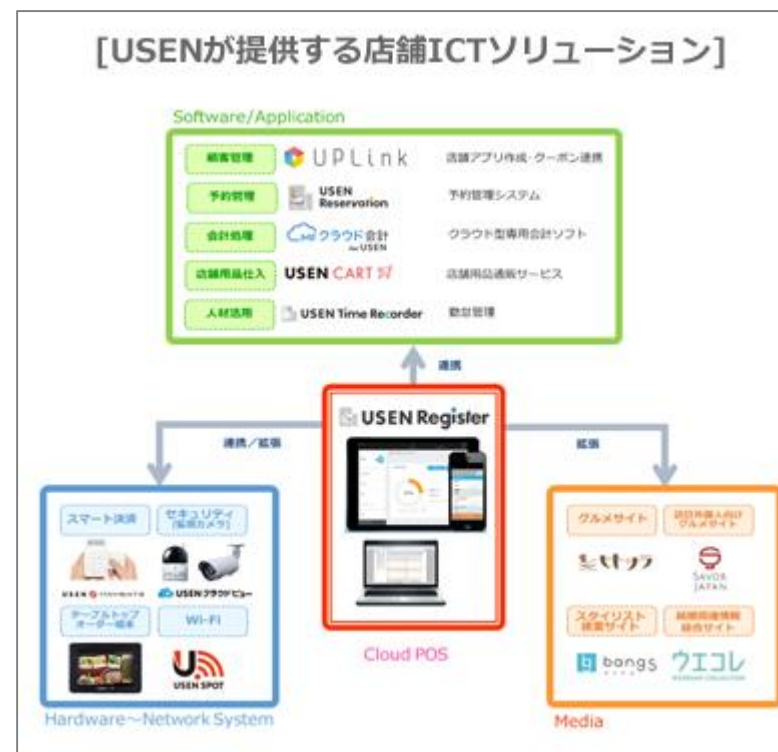 [USENが提供する店舗ICTソリューション]
Software/Application
顧客管理 UPLink 店舗アプリ作成・クーポン連携
予約管理 USEN Reservation 予約管理システム
会計処理 クラウド会計 for USEN クラウド型専用会計ソフト
店舗用品仕入 USEN CART 店舗用品通販サービス
人材活用 USEN Time Recorder 勤怠管理
連携
USEN Register
連携/拡張
拡張
Cloud POS
スマート決済
セキュリティ
[監視カメラ]
USEN
USENクラウドビュー
テーブルトップ
オーダー端末
Wi-Fi
USEN SPOT
Hardware～Network System
グルメサイト
訪日外国人向け
グルメサイト
ヒトサラ
SAVOR
JAPAN
スタイリスト
検索サイト
結婚関連情報
総合サイト
bangs
ウエコレ
WEDDING COLLECTION
Media